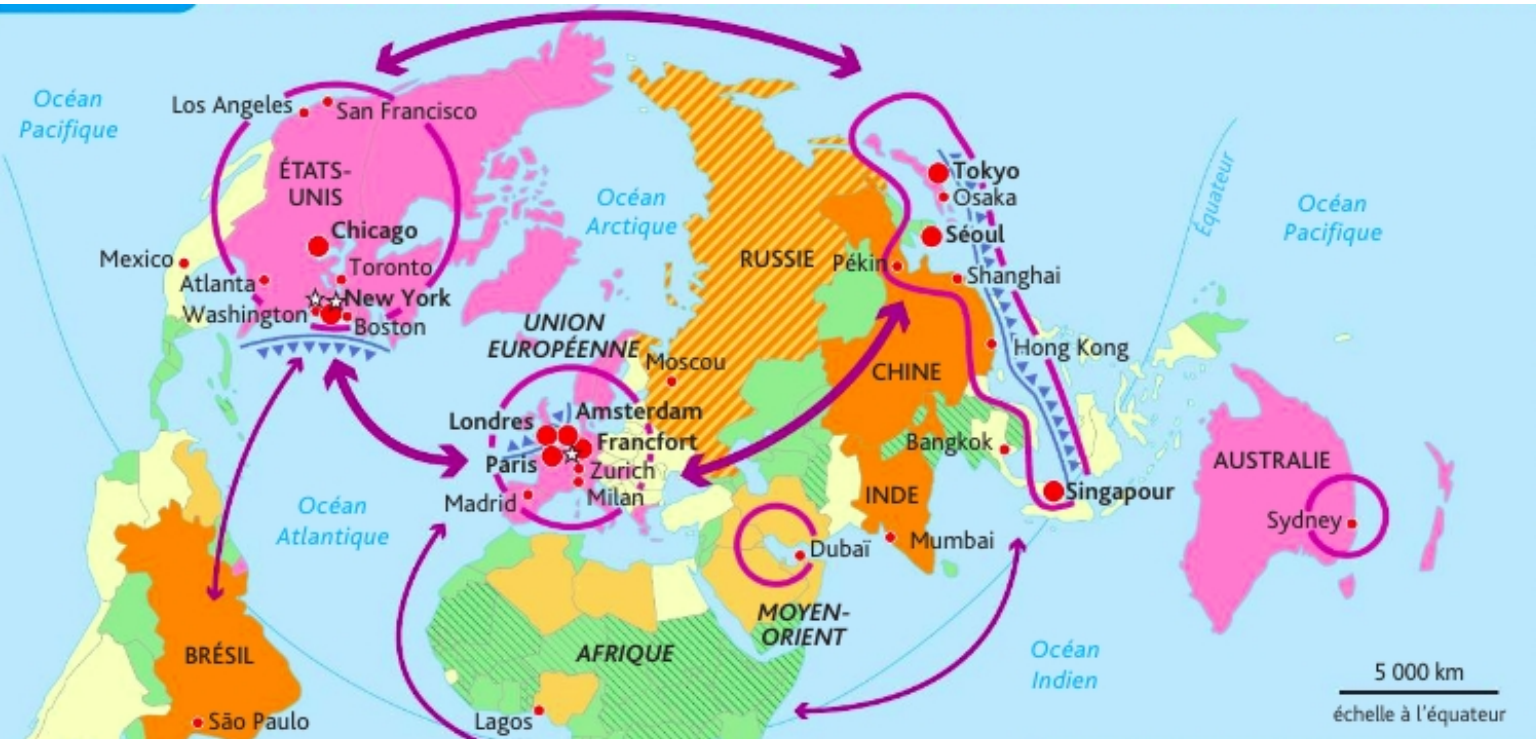 Océan
Pacifique
Los Angeles
San Francisco
ÉTATS-
UNIS
Chicago
Mexico
Atlanta
Toronto
New York
Washington
Boston
Océan
Arctique
RUSSIE
Pékin
Tokyo
Osaka
Séoul
Shanghai
Équateur
Océan
Pacifique
UNION
EUROPÉENNE
Moscou
CHINE
Hong Kong
Londres
Amsterdam
Francfort
Paris
Zurich
Madrid
Milan
Bangkok
INDE
Singapour
AUSTRALIE
Sydney
Océan
Atlantique
Dubaï
Mumbai
MOYEN-
ORIENT
BRÉSIL
AFRIQUE
Océan
Indien
São Paulo
Lagos
5 000 km
échelle à l'équateur